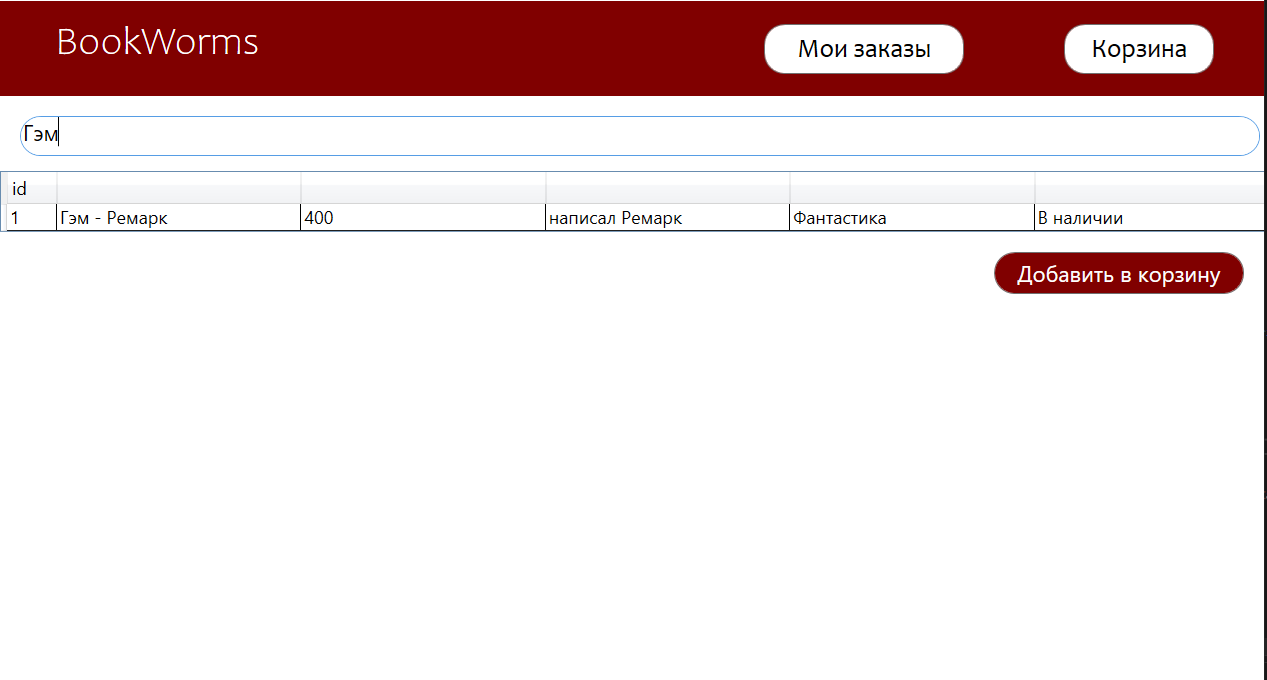 BookWorms Мои заказы Корзина
Гэм
id
1 Гэм - Ремарк 400 написал Ремарк Фантастика В наличии
Добавить в корзину